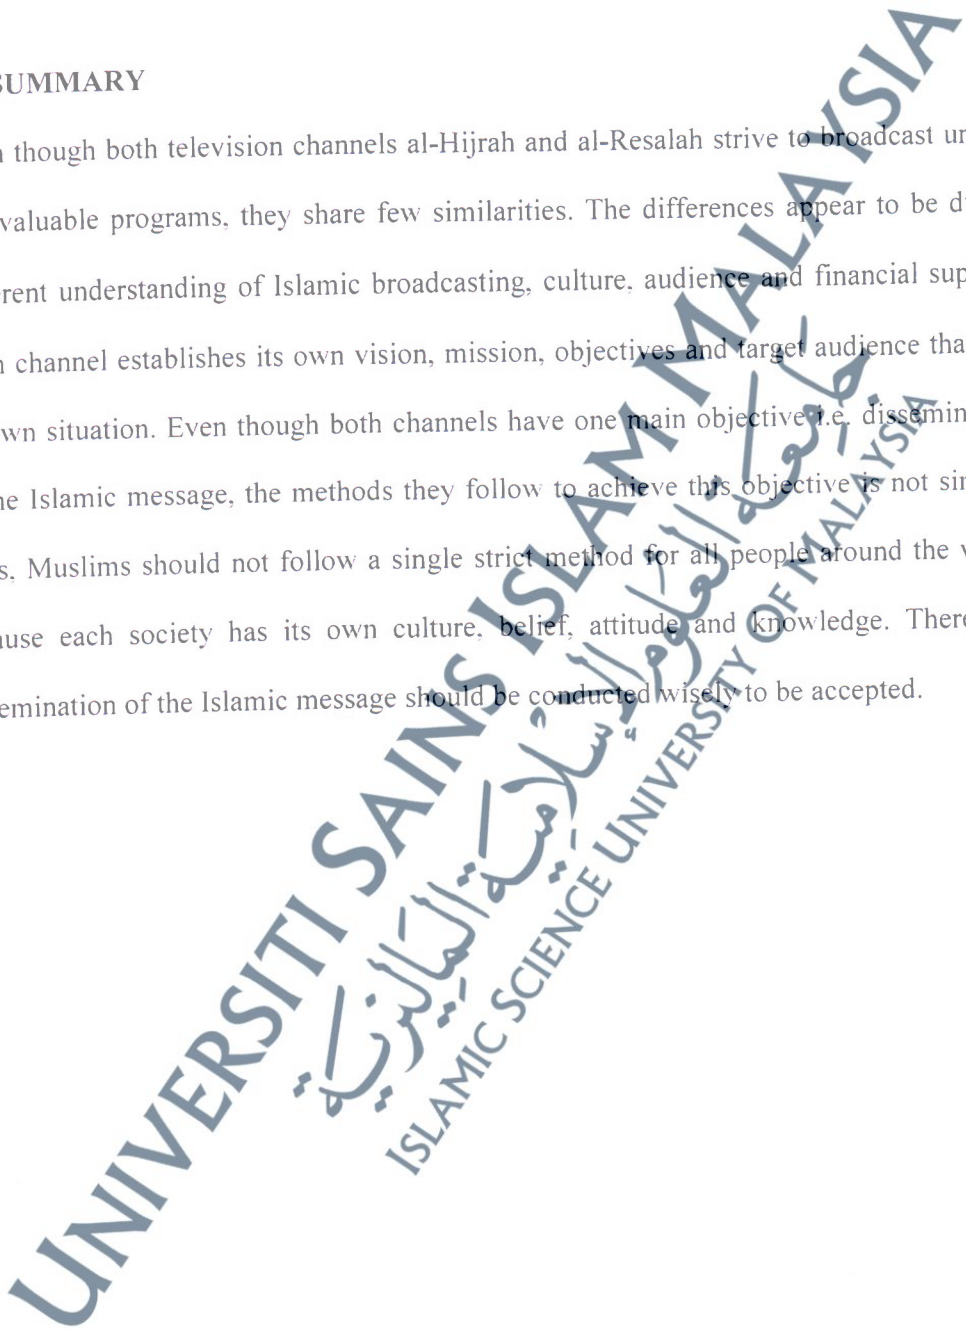 SUMMARY
though both television channels al-Hijrah and al-Resalah strive to broadcast
valuable programs, they share few similarities. The differences appear to be
understanding of Islamic broadcasting, culture, audience and financial
channel establishes its own vision, mission, objectives and target audience
situation. Even though both channels have one main objective i.e.
Islamic message, the methods they follow to achieve this objective is not
Muslims should not follow a single strict method for all people around the
each society has its own culture, belief, attitude and knowledge.
of the Islamic message should be conducted wisely to be accepted.
UNIVERSITI SAINS ISLAM MALAYSIA
جامعة العلوم الإسلامية الماليزية
ISLAMIC SCIENCE UNIVERSITY OF MALAYSIA